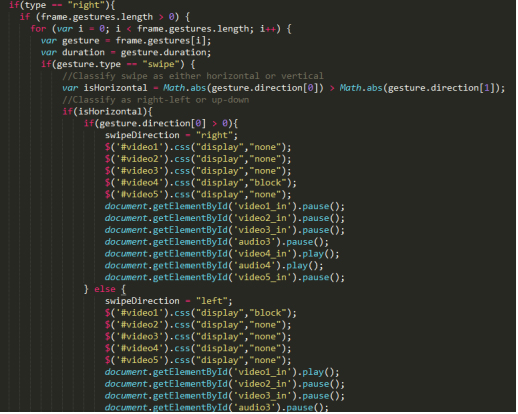 if(type == "right"){
if (frame.gestures.length > 0) {
for (var i = 0; i < frame.gestures.length; i++) {
var gesture = frame.gestures[i];
var duration = gesture.duration;
if(gesture.type == "swipe") {
//Classify swipe as either horizontal or vertical
var isHorizontal = Math.abs(gesture.direction[0]) > Math.abs(gesture.direction[1]);
//Classify as right-left or up-down
if(isHorizontal){
if(gesture.direction[0] > 0){
swipeDirection = "right";
$('#video1').css("display","none");
$('#video2').css("display","none");
$('#video3').css("display","none");
$('#video4').css("display","block");
$('#video5').css("display","none");
document.getElementById('video1_in').pause();
document.getElementById('video2_in').pause();
document.getElementById('video3_in').pause();
document.getElementById('audio3').pause();
document.getElementById('video4_in').play();
document.getElementById('audio4').play();
document.getElementById('video5_in').pause();
} else {
swipeDirection = "left";
$('#video1').css("display","block");
$('#video2').css("display","none");
$('#video3').css("display","none");
$('#video4').css("display","none");
$('#video5').css("display","none");
document.getElementById('video1_in').play();
document.getElementById('video2_in').pause();
document.getElementById('video3_in').pause();
document.getElementById('audio3').pause();